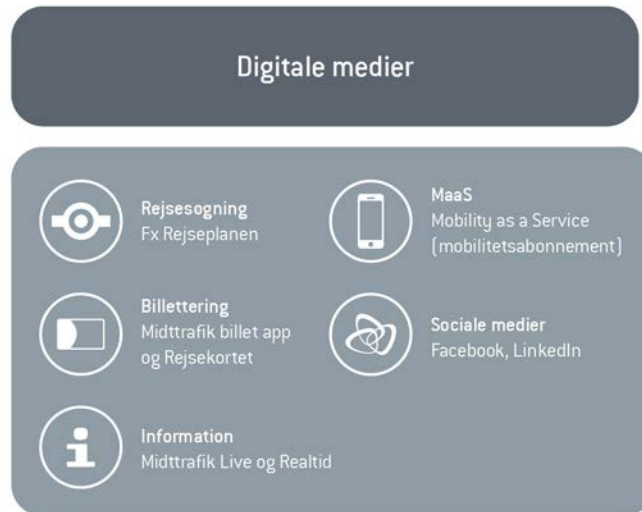 Digitale medier
Rejsesogning
Fx Rejseplanen
Billettering
Midttrafik billet app
og Rejsekortet
Information
Midttrafik Live og Realtid
MaaS
Mobility as a Service
(mobilitetsabonnement)
Sociale medier
Facebook, LinkedIn